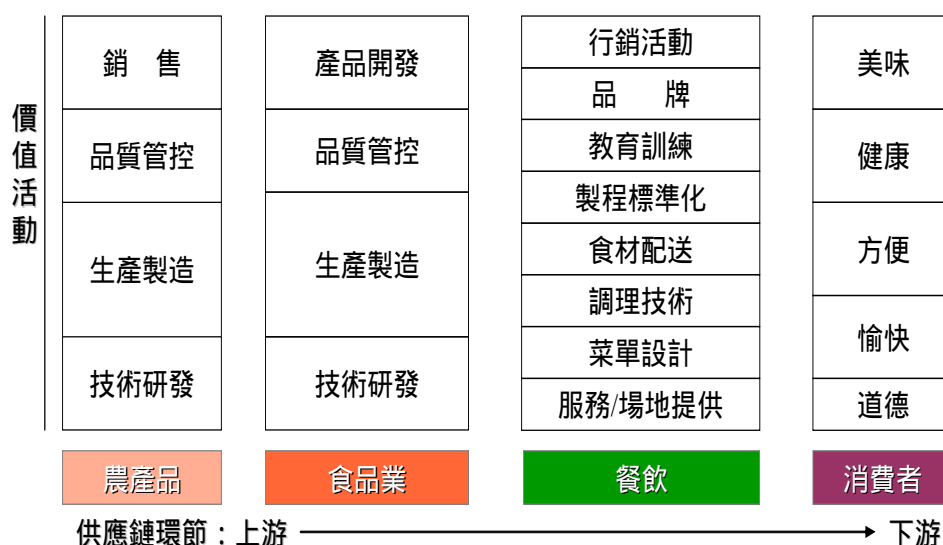 價值活動
銷 售
品質管控
生產製造
技術研發
農產品
產品開發
品質管控
生產製造
技術研發
食品業
行銷活動
品 牌
教育訓練
製程標準化
食材配送
調理技術
菜單設計
服務/場地提供
餐飲
美味
健康
方便
愉快
道德
消費者
供應鏈環節：上游
下游